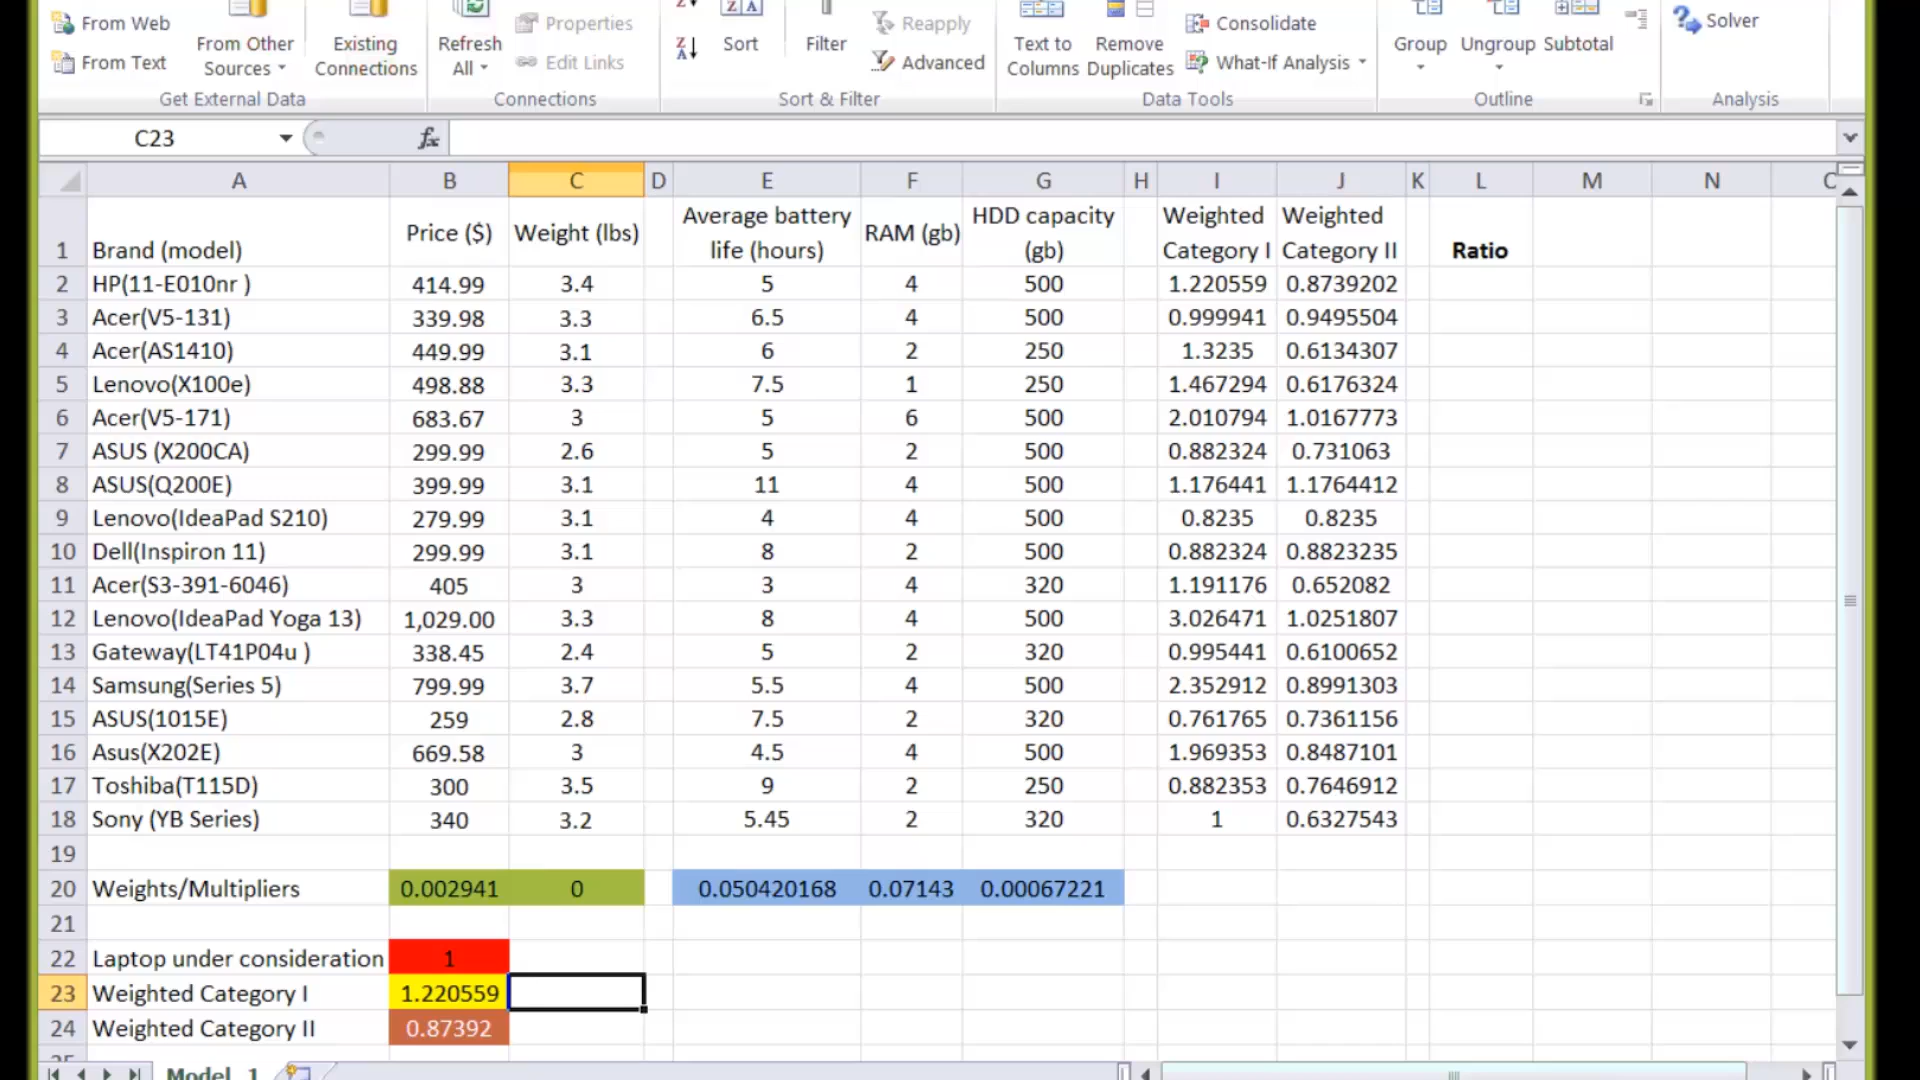 From Web
From Text
From Other
Sources
Existing
Connections
Get External Data
Refresh
All
Properties
Edit Links
Connections
Sort
Filter
Reapply
Advanced
Sort & Filter
Text to
Columns
Remove
Duplicates
Consolidate
What-If Analysis
Data Tools
Group
Ungroup
Subtotal
Outline
Solver
Analysis
C23
fx
A B C D E F G H I J K L M N
1 Brand (model) Price ($) Weight (lbs) Average battery life (hours) RAM (gb) HDD capacity (gb) Weighted Category I Weighted Category II Ratio
2 HP(11-E010nr ) 414.99 3.4 5 4 500 1.220559 0.8739202
3 Acer(V5-131) 339.98 3.3 6.5 4 500 0.999941 0.9495504
4 Acer(AS1410) 449.99 3.1 6 2 250 1.3235 0.6134307
5 Lenovo(X100e) 498.88 3.3 7.5 1 250 1.467294 0.6176324
6 Acer(V5-171) 683.67 3 5 6 500 2.010794 1.0167773
7 ASUS (X200CA) 299.99 2.6 5 2 500 0.882324 0.731063
8 ASUS(Q200E) 399.99 3.1 11 4 500 1.176441 1.1764412
9 Lenovo(IdeaPad S210) 279.99 3.1 4 4 500 0.8235 0.8235
10 Dell(Inspiron 11) 299.99 3.1 8 2 500 0.882324 0.8823235
11 Acer(S3-391-6046) 405 3 3 4 320 1.191176 0.652082
12 Lenovo(IdeaPad Yoga 13) 1,029.00 3.3 8 4 500 3.026471 1.0251807
13 Gateway(LT41P04u ) 338.45 2.4 5 2 320 0.995441 0.6100652
14 Samsung(Series 5) 799.99 3.7 5.5 4 500 2.352912 0.8991303
15 ASUS(1015E) 259 2.8 7.5 2 320 0.761765 0.7361156
16 Asus(X202E) 669.58 3 4.5 4 500 1.969353 0.8487101
17 Toshiba(T115D) 300 3.5 9 2 250 0.882353 0.7646912
18 Sony (YB Series) 340 3.2 5.45 2 320 1 0.6327543
19
20 Weights/Multipliers 0.002941 0 0.050420168 0.07143 0.00067221
21
22 Laptop under consideration 1
23 Weighted Category I 1.220559
24 Weighted Category II 0.87392
Model_1